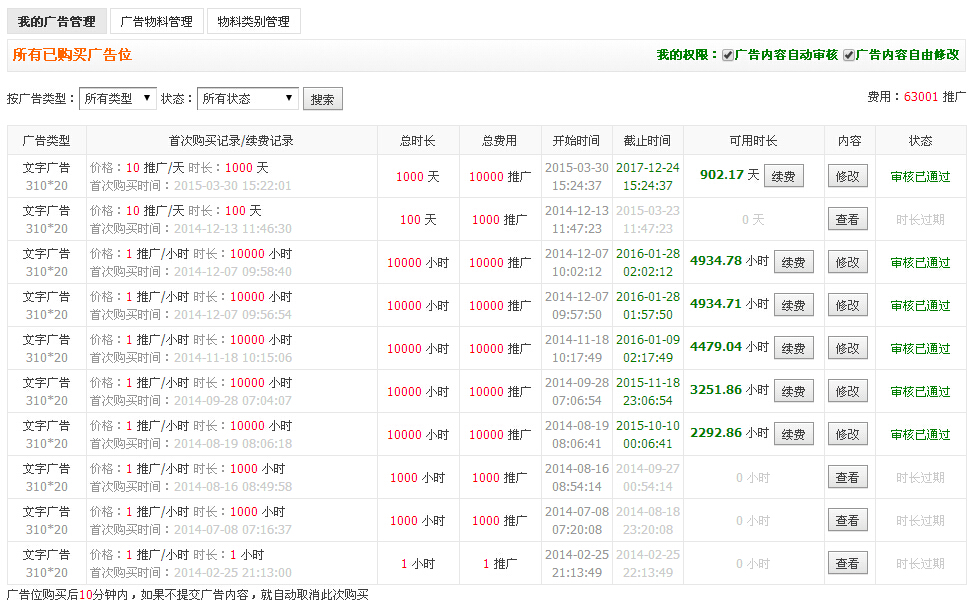 我的广告管理 广告物料管理 物料类别管理
所有已购买广告位 我的权限：广告内容自动审核 广告内容自由修改
按广告类型：所有类型 状态：所有状态 搜索 费用：63001 推广
广告类型 首次购买记录/续费记录 总时长 总费用 开始时间 截止时间 可用时长 内容 状态
文字广告 价格：10 推广/天 时长：1000 天 1000 天 10000 推广 2015-03-30 2017-12-24 902.17 天 续费 修改 审核已通过
310*20 首次购买时间：2015-03-30 15:22:01 15:24:37 15:24:37
文字广告 价格：10 推广/天 时长：100 天 100 天 1000 推广 2014-12-13 2015-03-23 0 天 查看 时长过期
310*20 首次购买时间：2014-12-13 11:46:30 11:47:23 11:47:23
文字广告 价格：1 推广/小时 时长：10000 小时 10000 小时 10000 推广 2014-12-07 2016-01-28 4934.78 小时 续费 修改 审核已通过
310*20 首次购买时间：2014-12-07 09:58:40 10:02:12 02:02:12
文字广告 价格：1 推广/小时 时长：10000 小时 10000 小时 10000 推广 2014-12-07 2016-01-28 4934.71 小时 续费 修改 审核已通过
310*20 首次购买时间：2014-12-07 09:56:54 09:57:50 01:57:50
文字广告 价格：1 推广/小时 时长：10000 小时 10000 小时 10000 推广 2014-11-18 2016-01-09 4479.04 小时 续费 修改 审核已通过
310*20 首次购买时间：2014-11-18 10:15:06 10:17:49 02:17:49
文字广告 价格：1 推广/小时 时长：10000 小时 10000 小时 10000 推广 2014-09-28 2015-11-18 3251.86 小时 续费 修改 审核已通过
310*20 首次购买时间：2014-09-28 07:04:07 07:06:54 23:06:54
文字广告 价格：1 推广/小时 时长：10000 小时 10000 小时 10000 推广 2014-08-19 2015-10-10 2292.86 小时 续费 修改 审核已通过
310*20 首次购买时间：2014-08-19 08:06:18 08:06:41 00:06:41
文字广告 价格：1 推广/小时 时长：1000 小时 1000 小时 1000 推广 2014-08-16 2014-09-27 0 小时 查看 时长过期
310*20 首次购买时间：2014-08-16 08:49:58 08:54:14 00:54:14
文字广告 价格：1 推广/小时 时长：1000 小时 1000 小时 1000 推广 2014-07-08 2014-08-18 0 小时 查看 时长过期
310*20 首次购买时间：2014-07-08 07:16:37 07:20:08 23:20:08
文字广告 价格：1 推广/小时 时长：1 小时 1 小时 1 推广 2014-02-25 2014-02-25 0 小时 查看 时长过期
310*20 首次购买时间：2014-02-25 21:13:00 21:13:49 22:13:49
广告位购买后10分钟内，如果不提交广告内容，就自动取消此次购买